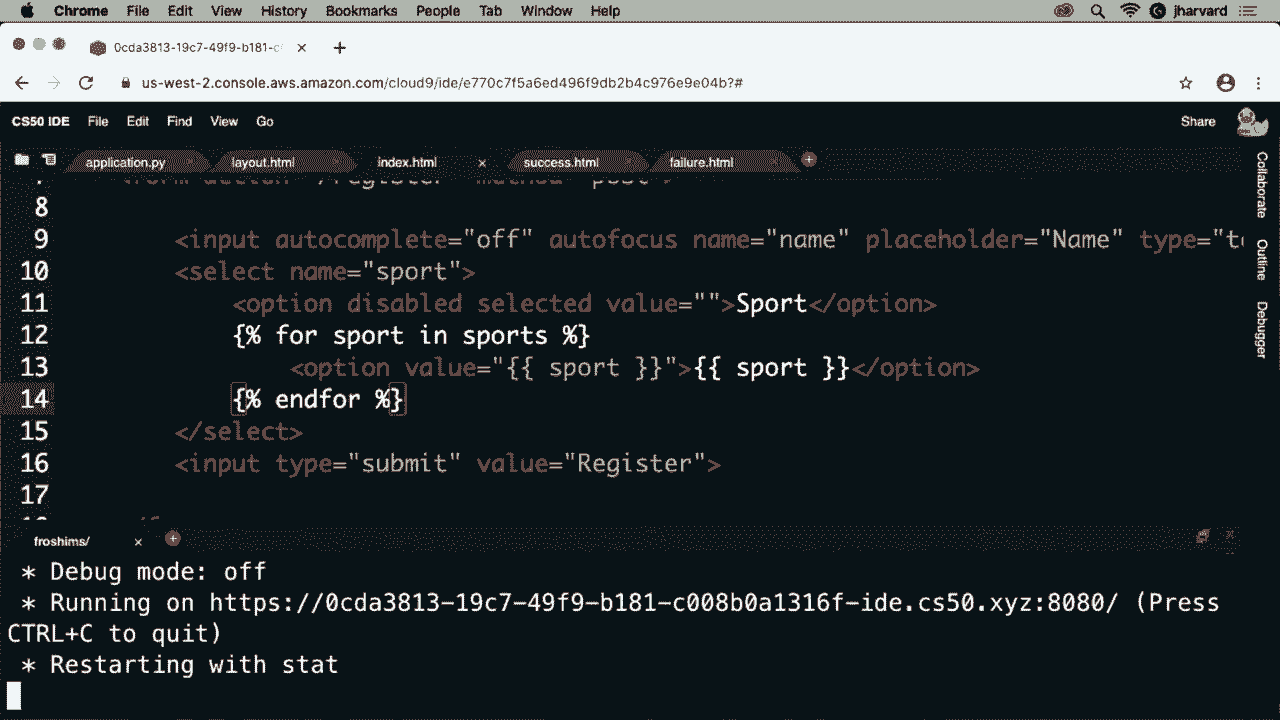 Chrome File Edit View History Bookmarks People Tab Window Help jharvard
0cda3813-19c7-49f9-b181-c
us-west-2.console.aws.amazon.com/cloud9/ide/e770c7f5a6ed496f9db2b4c976e9e04b?#
CS50 IDE File Edit Find View Go Share
application.py layout.html index.html success.html failure.html
8
9 <input autocomplete="off" autofocus name="name" placeholder="Name" type="t
10 <select name="sport">
11 <option disabled selected value="">Sport</option>
12 {% for sport in sports %}
13 <option value="{{ sport }}">{{ sport }}</option>
14 {% endfor %}
15 </select>
16 <input type="submit" value="Register">
17
Collaborate
Outline
Debugger
froshims/
* Debug mode: off
* Running on https://0cda3813-19c7-49f9-b181-c008b0a1316f-ide.cs50.xyz:8080/ (Press
CTRL+C to quit)
* Restarting with stat